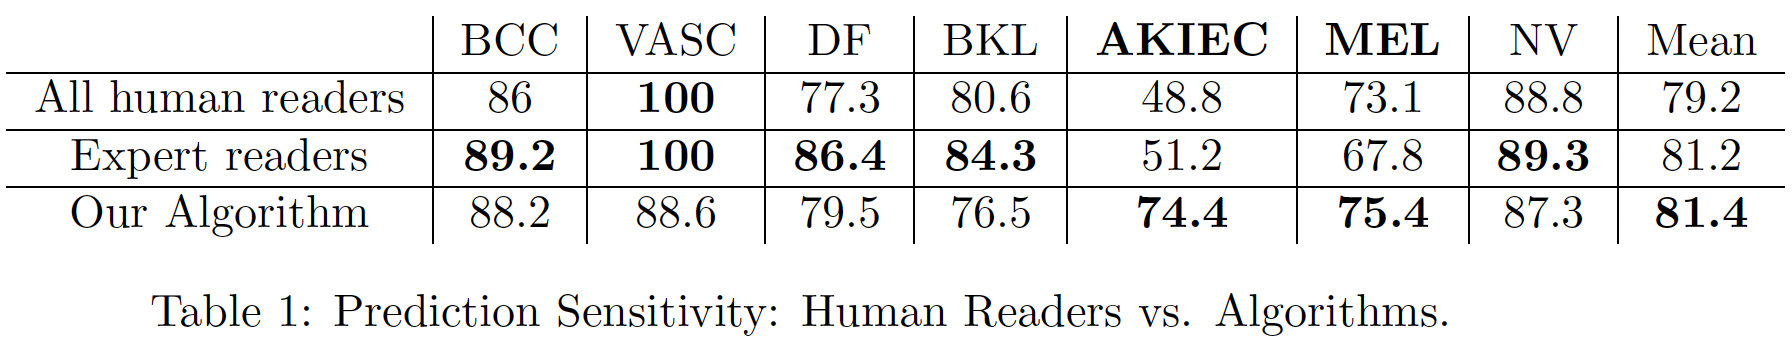 BCC VASC DF BKL AKIEC MEL NV Mean
All human readers 86 100 77.3 80.6 48.8 73.1 88.8 79.2
Expert readers 89.2 100 86.4 84.3 51.2 67.8 89.3 81.2
Our Algorithm 88.2 88.6 79.5 76.5 74.4 75.4 87.3 81.4
Table 1: Prediction Sensitivity: Human Readers vs. Algorithms.